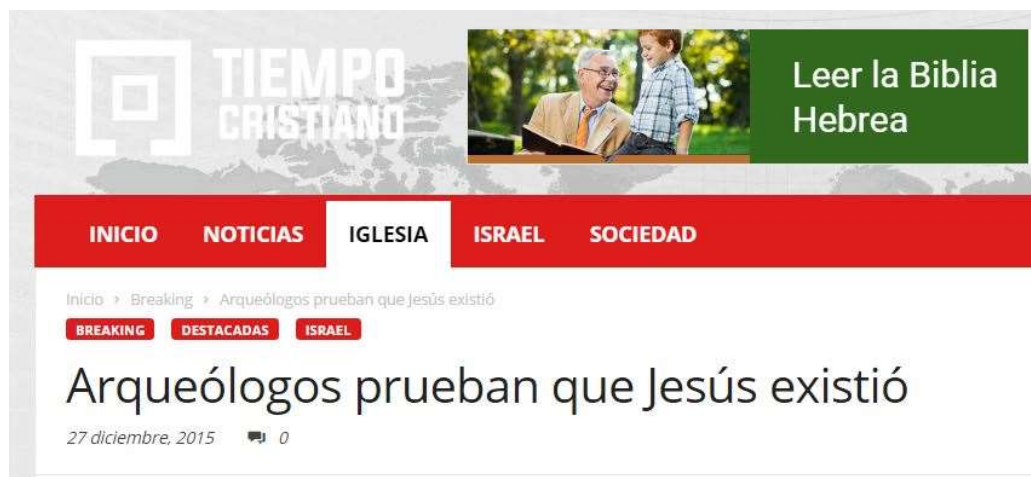 TIEMPO
CRISTIANO
Leer la Biblia
Hebrea
INICIO NOTICIAS IGLESIA ISRAEL SOCIEDAD
Inicio › Breaking › Arqueólogos prueban que Jesús existió
BREAKING DESTACADAS ISRAEL
Arqueólogos prueban que Jesús existió
27 diciembre, 2015 0